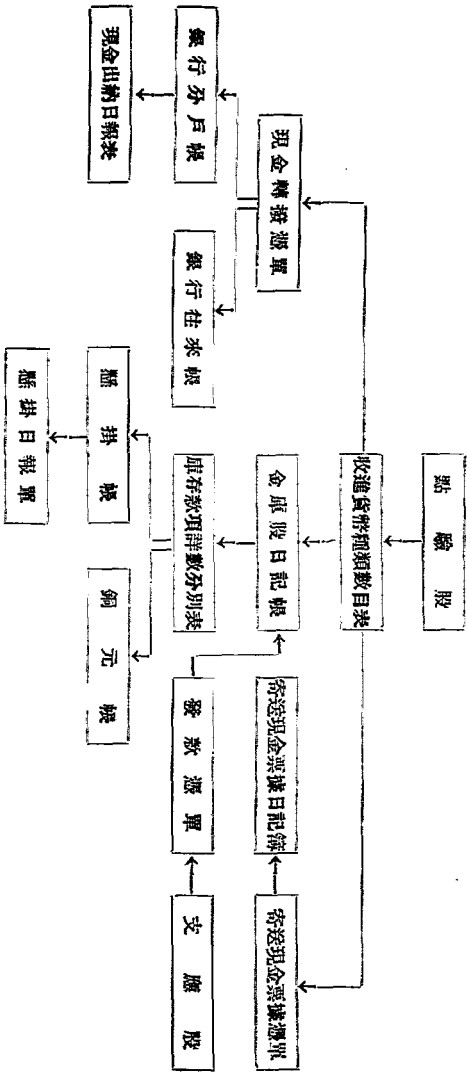 點驗股
收進貨幣種類數目表
現金轉撥憑單
金庫股日記帳
寄送現金票據日記簿
寄送現金票據憑單
銀行分戶帳
銀行往來帳
庫存款項詳數分別表
發款憑單
支應股
現金出納日報表
懸掛帳
銅元帳
懸掛日報單